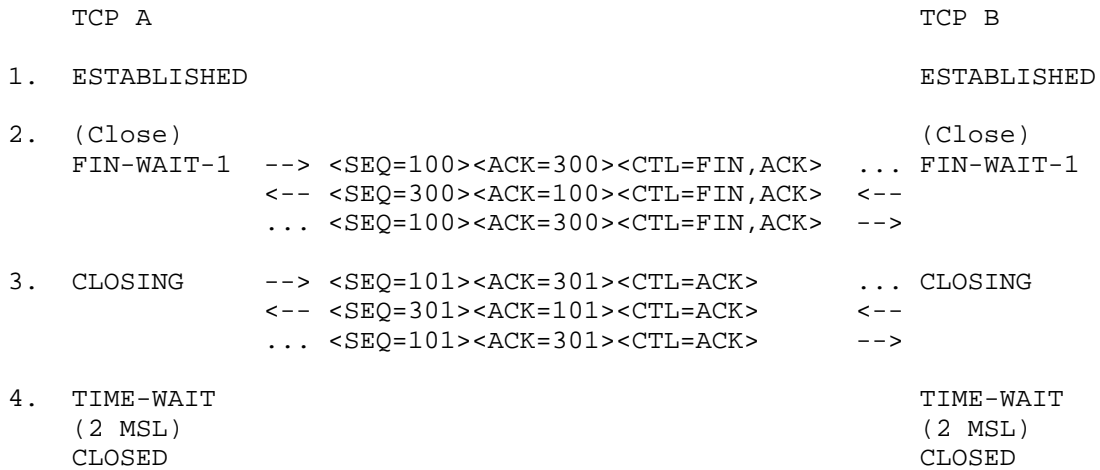 TCP A                                                TCP B

1.  ESTABLISHED                                          ESTABLISHED

2.  (Close)                                              (Close)
    FIN-WAIT-1  --> <SEQ=100><ACK=300><CTL=FIN,ACK>  ... FIN-WAIT-1
                <-- <SEQ=300><ACK=100><CTL=FIN,ACK>  <--
                ... <SEQ=100><ACK=300><CTL=FIN,ACK>  -->

3.  CLOSING     --> <SEQ=101><ACK=301><CTL=ACK>      ... CLOSING
                <-- <SEQ=301><ACK=101><CTL=ACK>      <--
                ... <SEQ=101><ACK=301><CTL=ACK>      -->

4.  TIME-WAIT                                            TIME-WAIT
    (2 MSL)                                              (2 MSL)
    CLOSED                                               CLOSED